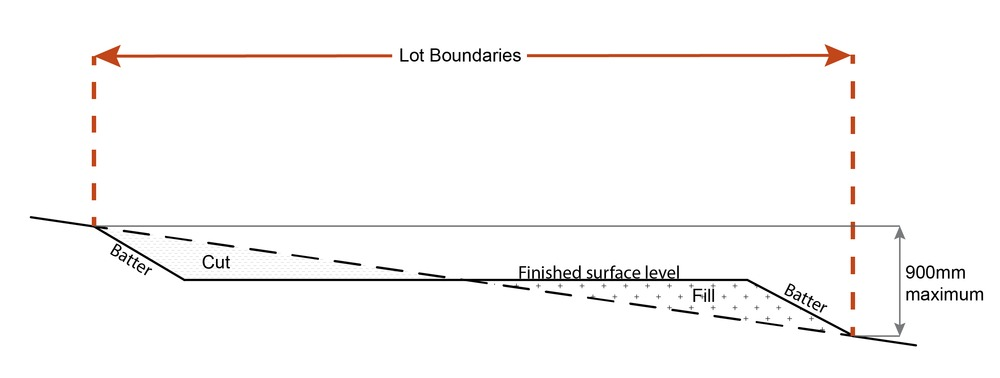 Lot Boundaries
Batter
Cut
Finished surface level
Fill
Batter
900mm
maximum